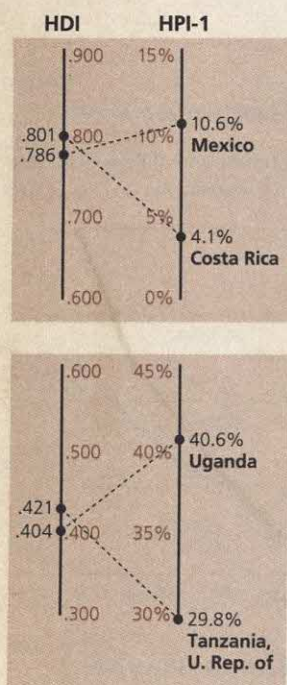 HDI HPI-1
.900 15%
.801 .800 10% 10.6%
.786 Mexico
.700 5%
4.1%
Costa Rica
.600 0%
.600 45%
.500 40% 40.6%
Uganda
.421
.404 .400 35%
.300 30% 29.8%
Tanzania,
U. Rep. of